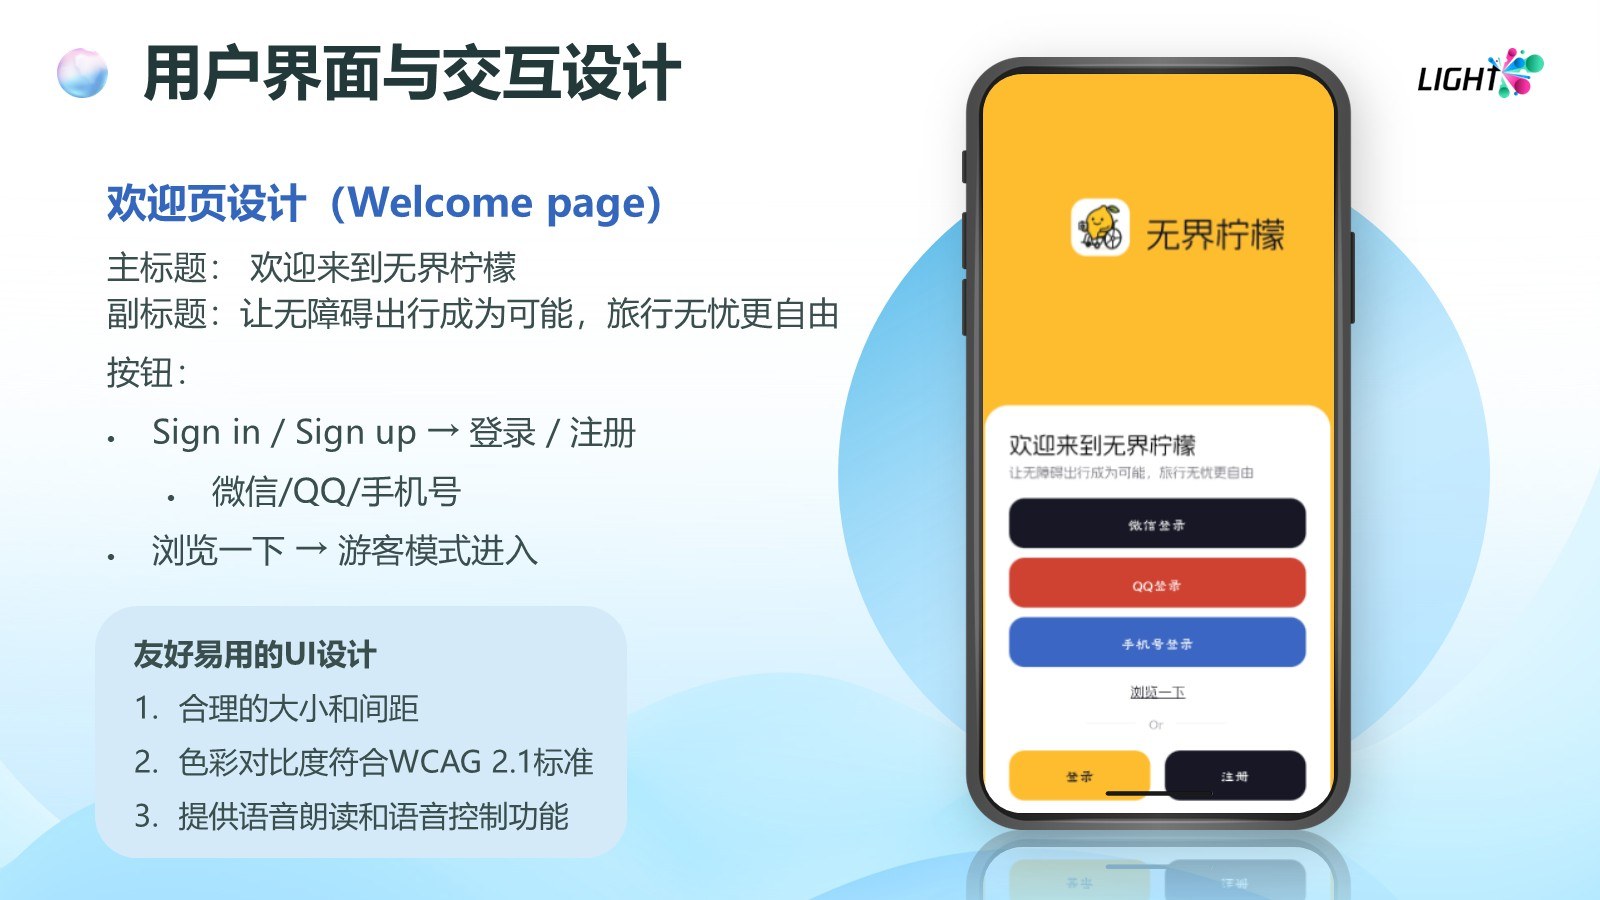 用户界面与交互设计
LIGHT
欢迎页设计（Welcome page）
主标题： 欢迎来到无界柠檬
副标题：让无障碍出行成为可能，旅行无忧更自由
按钮：
• Sign in / Sign up → 登录 / 注册
• 微信/QQ/手机号
• 浏览一下 → 游客模式进入
友好易用的UI设计
1. 合理的大小和间距
2. 色彩对比度符合WCAG 2.1标准
3. 提供语音朗读和语音控制功能
无界柠檬
欢迎来到无界柠檬
让无障碍出行成为可能，旅行无忧更自由
微信登录
QQ登录
手机号登录
浏览一下
Or
登录
注册